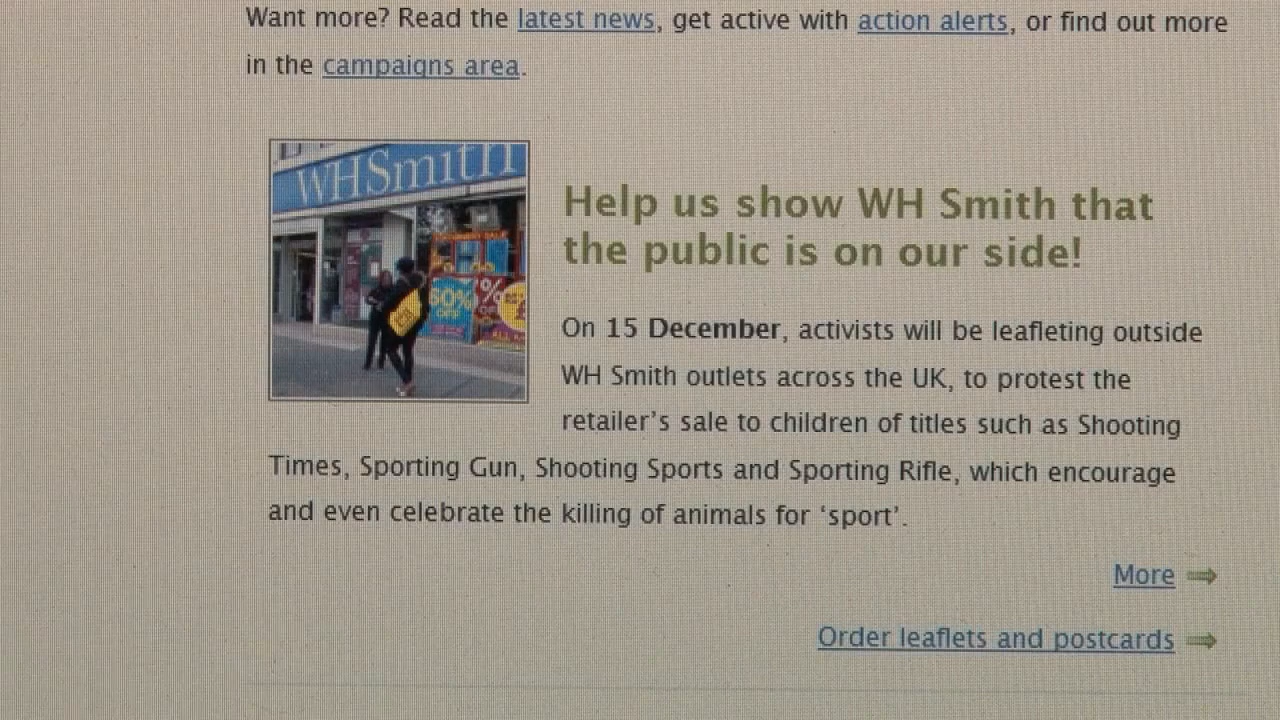 Want more? Read the latest news, get active with action alerts, or find out more
in the campaigns area.
WHSmith
60%
OFF
%
Help us show WH Smith that
the public is on our side!
On 15 December, activists will be leafleting outside
WH Smith outlets across the UK, to protest the
retailer's sale to children of titles such as Shooting
Times, Sporting Gun, Shooting Sports and Sporting Rifle, which encourage
and even celebrate the killing of animals for ‘sport’.
More
Order leaflets and postcards